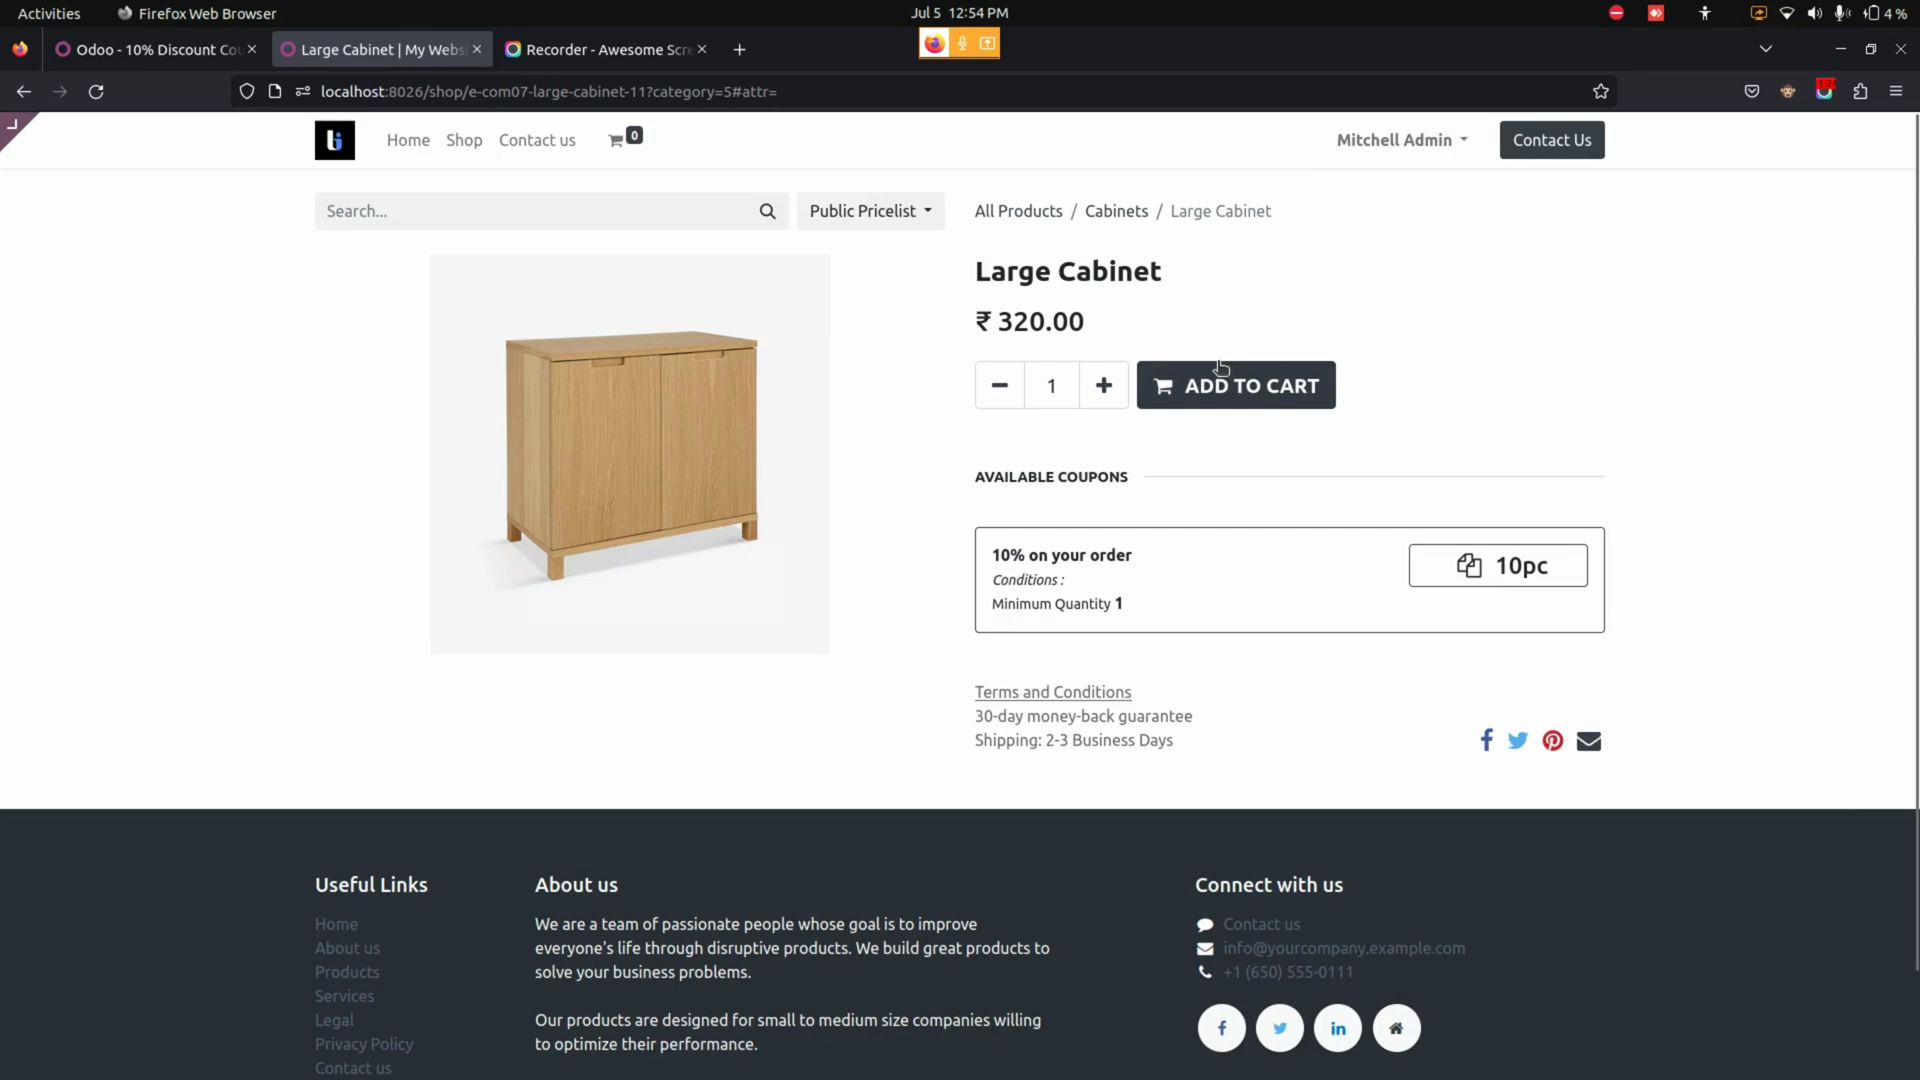 Activities
Firefox Web Browser
Jul 5 12:54 PM
4 %
Odoo - 10% Discount Co
Large Cabinet | My Webs
Recorder - Awesome Scre
localhost:8026/shop/e-com07-large-cabinet-11?category=5#attr=
Home
Shop
Contact us
0
Mitchell Admin
Contact Us
Search...
Public Pricelist
All Products / Cabinets / Large Cabinet
Large Cabinet
₹ 320.00
1
ADD TO CART
AVAILABLE COUPONS
10% on your order
Conditions :
Minimum Quantity 1
10pc
Terms and Conditions
30-day money-back guarantee
Shipping: 2-3 Business Days
Useful Links
Home
About us
Products
Services
Legal
Privacy Policy
Contact us
About us
We are a team of passionate people whose goal is to improve
everyone's life through disruptive products. We build great products to
solve your business problems.
Our products are designed for small to medium size companies willing
to optimize their performance.
Connect with us
Contact us
info@yourcompany.example.com
+1 (650) 555-0111